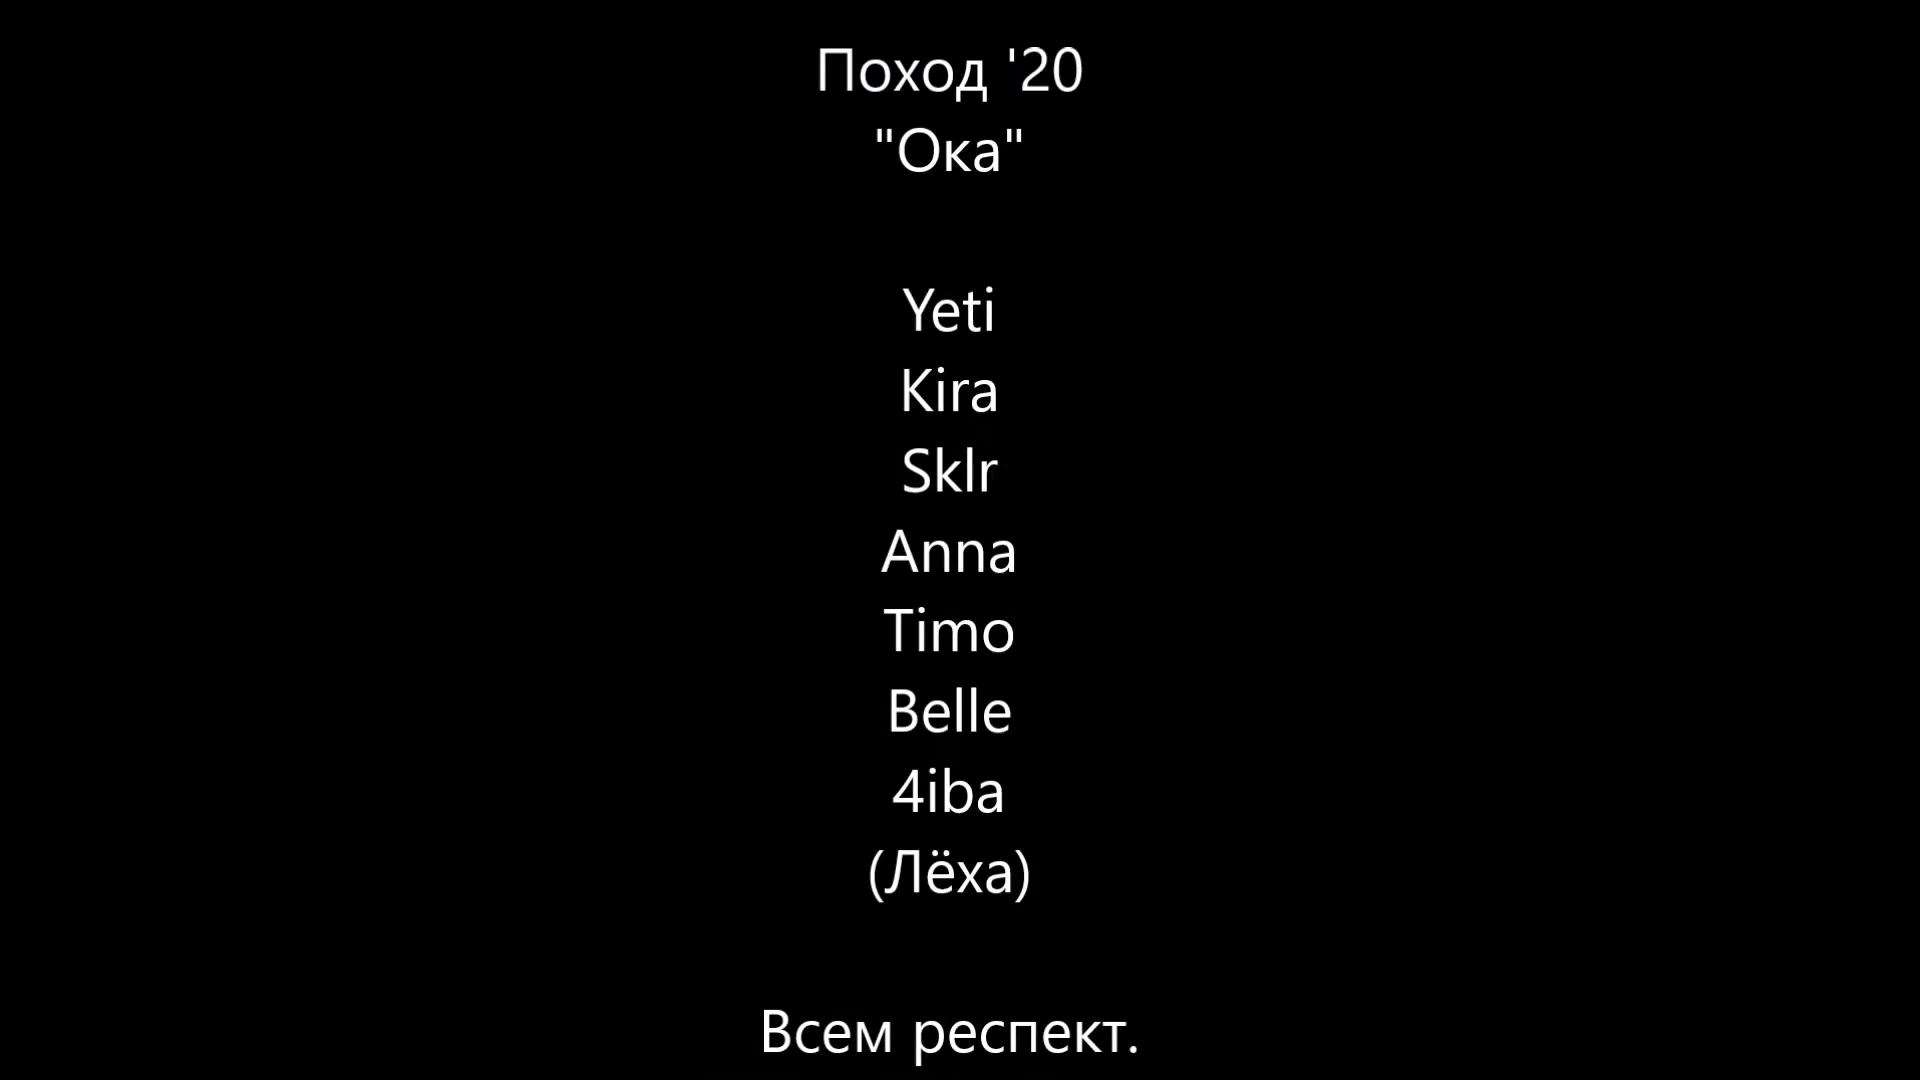 Поход '20
"Ока"
Yeti
Kira
Sklr
Anna
Timo
Belle
4iba
(Лёха)
Всем респект.